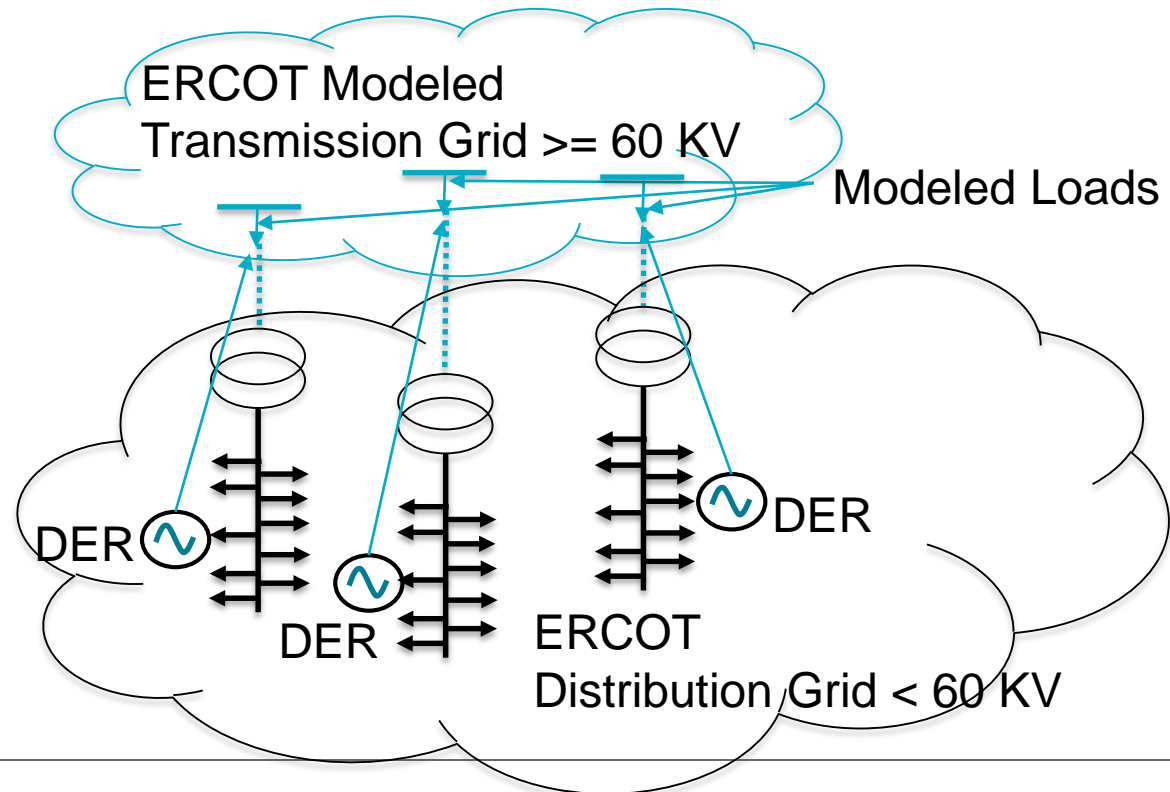 ERCOT Modeled
Transmission Grid >= 60 KV
Modeled Loads
DER
DER
DER
ERCOT
Distribution Grid < 60 KV